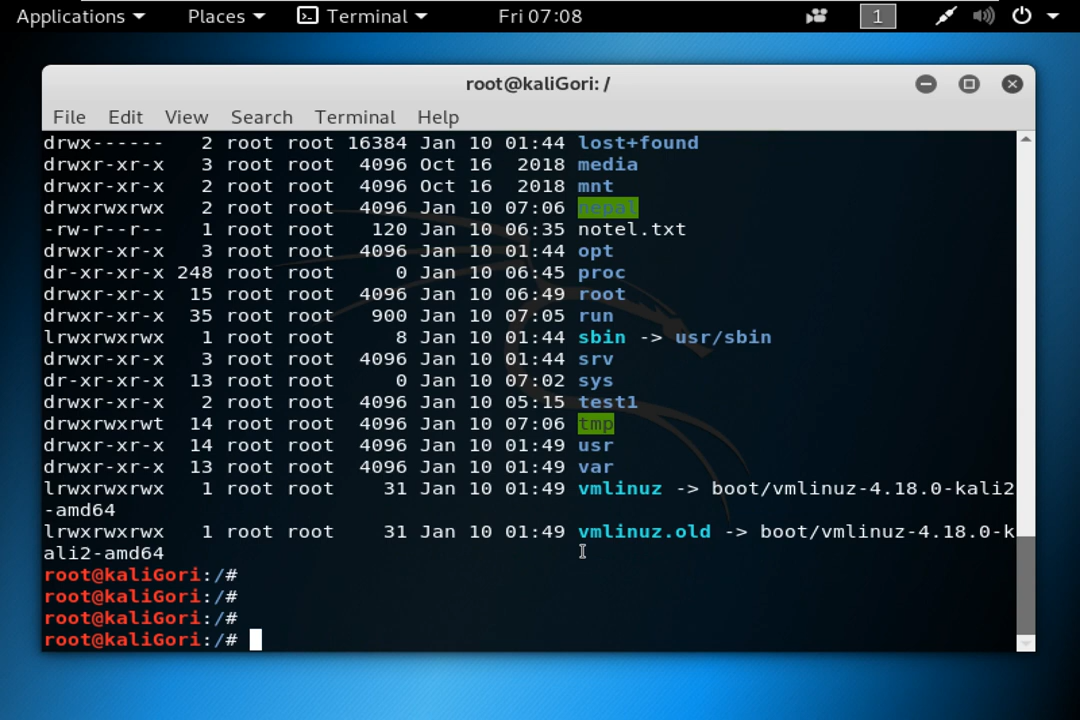 Applications Places Terminal Fri 07:08 1
root@kaliGori: /
File Edit View Search Terminal Help
drwx------   2 root root 16384 Jan 10 01:44 lost+found
drwxr-xr-x   3 root root  4096 Oct 16  2018 media
drwxr-xr-x   2 root root  4096 Oct 16  2018 mnt
drwxrwxrwx   2 root root  4096 Jan 10 07:06 nepal
-rw-r--r--   1 root root   120 Jan 10 06:35 notel.txt
drwxr-xr-x   3 root root  4096 Jan 10 01:44 opt
dr-xr-xr-x 248 root root     0 Jan 10 06:45 proc
drwxr-xr-x  15 root root  4096 Jan 10 06:49 root
drwxr-xr-x  35 root root   900 Jan 10 07:05 run
lrwxrwxrwx   1 root root     8 Jan 10 01:44 sbin -> usr/sbin
drwxr-xr-x   3 root root  4096 Jan 10 01:44 srv
dr-xr-xr-x  13 root root     0 Jan 10 07:02 sys
drwxr-xr-x   2 root root  4096 Jan 10 05:15 test1
drwxrwxrwt  14 root root  4096 Jan 10 07:06 tmp
drwxr-xr-x  14 root root  4096 Jan 10 01:49 usr
drwxr-xr-x  13 root root  4096 Jan 10 01:49 var
lrwxrwxrwx   1 root root    31 Jan 10 01:49 vmlinuz -> boot/vmlinuz-4.18.0-kali2
-amd64
lrwxrwxrwx   1 root root    31 Jan 10 01:49 vmlinuz.old -> boot/vmlinuz-4.18.0-k
ali2-amd64
root@kaliGori:/#
root@kaliGori:/#
root@kaliGori:/#
root@kaliGori:/#